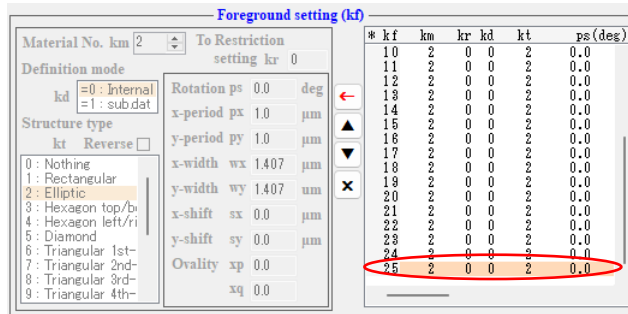 Foreground setting (kf)
Material No. km 2
To Restriction
setting kr 0
Definition mode
kd =0 : Internal
=1 : sub.dat
Structure type
kt Reverse
0 : Nothing
1 : Rectangular
2 : Elliptic
3 : Hexagon top/b
4 : Hexagon left/ri
5 : Diamond
6 : Triangular 1st-
7 : Triangular 2nd-
8 : Triangular 3rd-
9 : Triangular 4th-
Rotation ps 0.0 deg
x-period px 1.0 μm
y-period py 1.0 μm
x-width wx 1.407 μm
y-width wy 1.407 um
x-shift sx 0.0 μm
y-shift sy 0.0 μm
Ovality xp 0.0
xq 0.0
* kf km kr kd kt ps(deg)
10 2 0 0 2 0.0
11 2 0 0 2 0.0
12 2 0 0 2 0.0
13 2 0 0 2 0.0
14 2 0 0 2 0.0
15 2 0 0 2 0.0
16 2 0 0 2 0.0
17 2 0 0 2 0.0
18 2 0 0 2 0.0
19 2 0 0 2 0.0
20 2 0 0 2 0.0
21 2 0 0 2 0.0
22 2 0 0 2 0.0
23 2 0 0 2 0.0
24 2 0 0 2 0.0
25 2 0 0 2 0.0